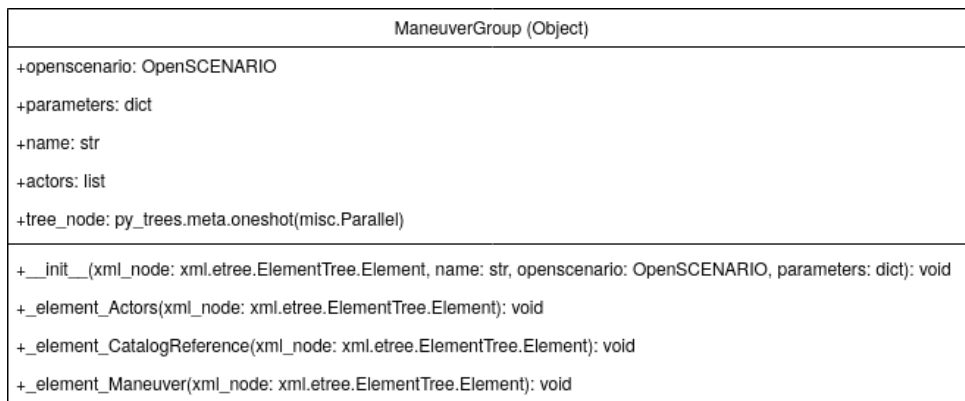 ManeuverGroup (Object)
+openscenario: OpenSCENARIO
+parameters: dict
+name: str
+actors: list
+tree_node: py_trees.meta.oneshot(misc.Parallel)
+__init__(xml_node: xml.etree.ElementTree.Element, name: str, openscenario: OpenSCENARIO, parameters: dict): void
+_element_Actors(xml_node: xml.etree.ElementTree.Element): void
+_element_CatalogReference(xml_node: xml.etree.ElementTree.Element): void
+_element_Maneuver(xml_node: xml.etree.ElementTree.Element): void